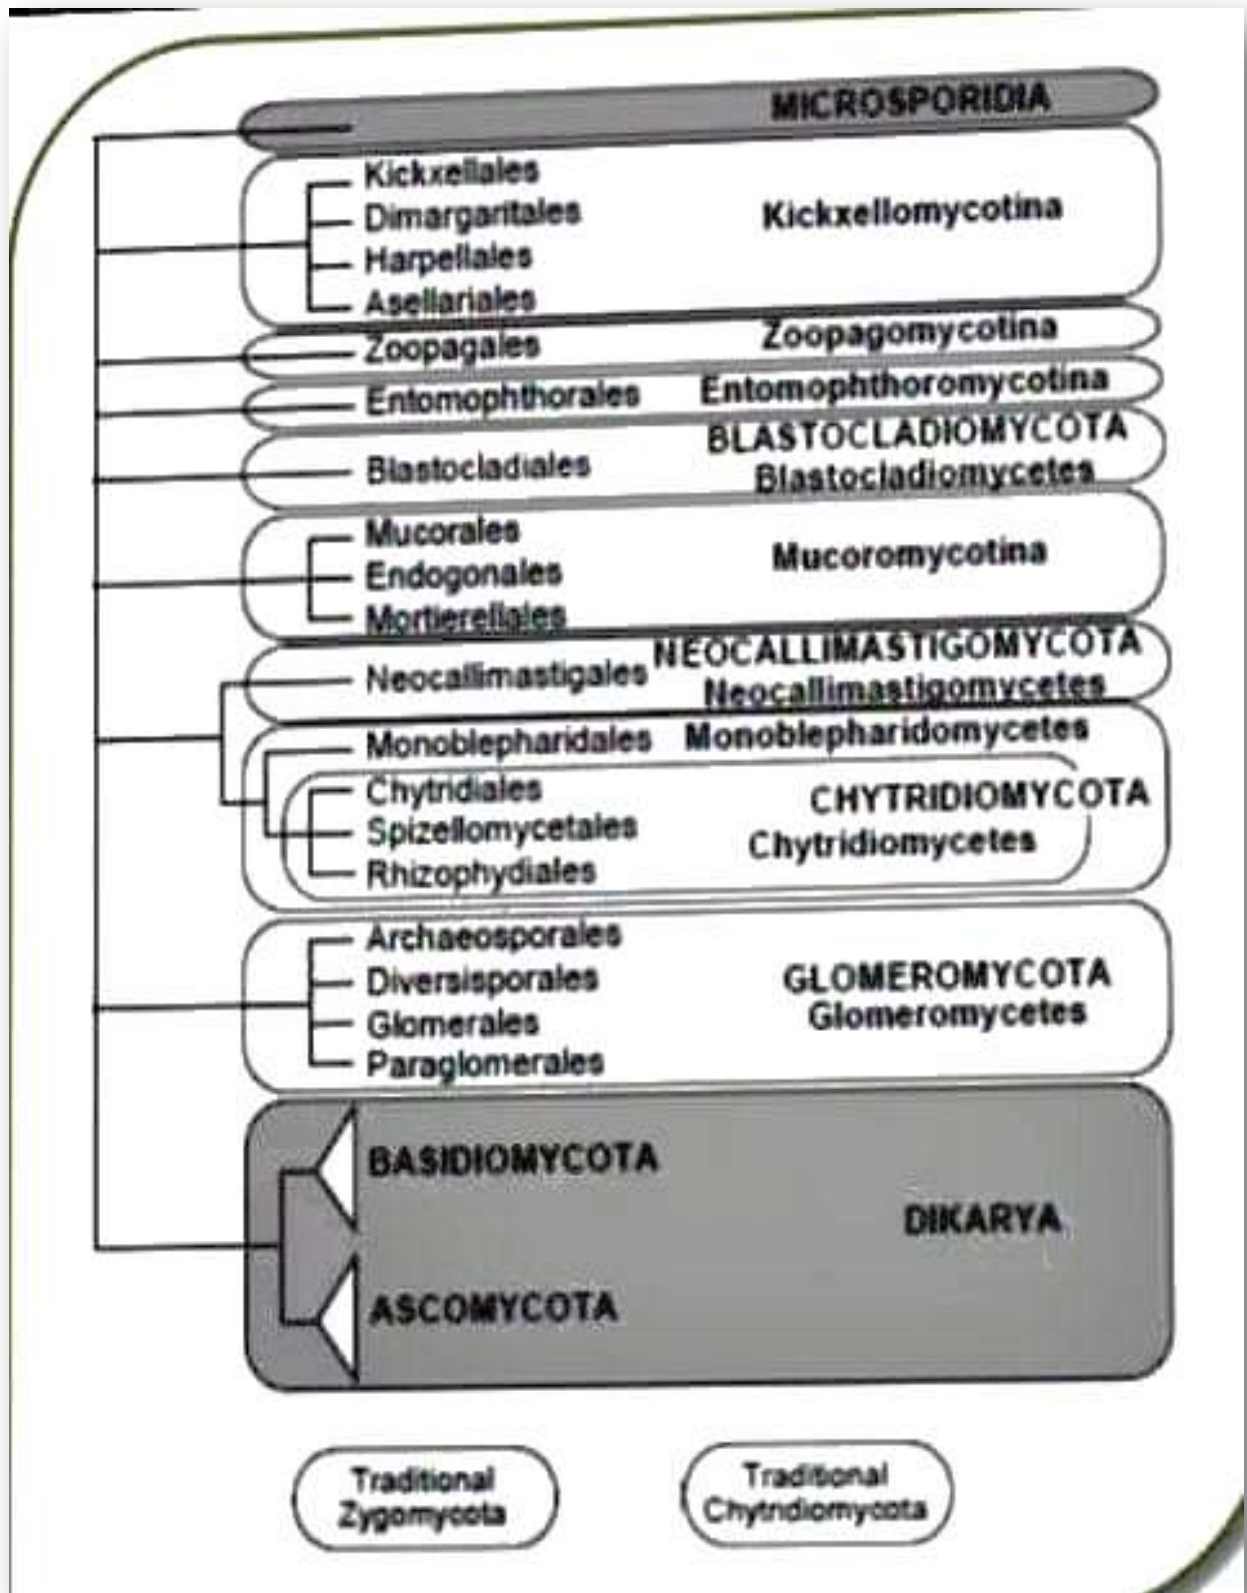 MICROSPORIDIA
Kickxellales
Dimargaritales
Kickxellomycotina
Harpellales
Asellariales
Zoopagales Zoopagomycotina
Entomophthorales Entomophthoromycotina
BLASTOCLADIOMYCOTA
Blastocladiales Blastocladiomycetes
Mucorales
Mucoromycotina
Endogonales
Mortierellales
NEOCALLIMASTIGOMYCOTA
Neocallimastigales
Neocallimastigomycetes
Monoblepharidales Monoblepharidomycetes
Chytridiales CHYTRIDIOMYCOTA
Spizellomycetales Chytridiomycetes
Rhizophydiales
Archaeosporales
Diversisporales GLOMEROMYCOTA
Glomerales Glomeromycetes
Paraglomerales
BASIDIOMYCOTA
DIKARYA
ASCOMYCOTA
Traditional
Zygomycota
Traditional
Chytridiomycota